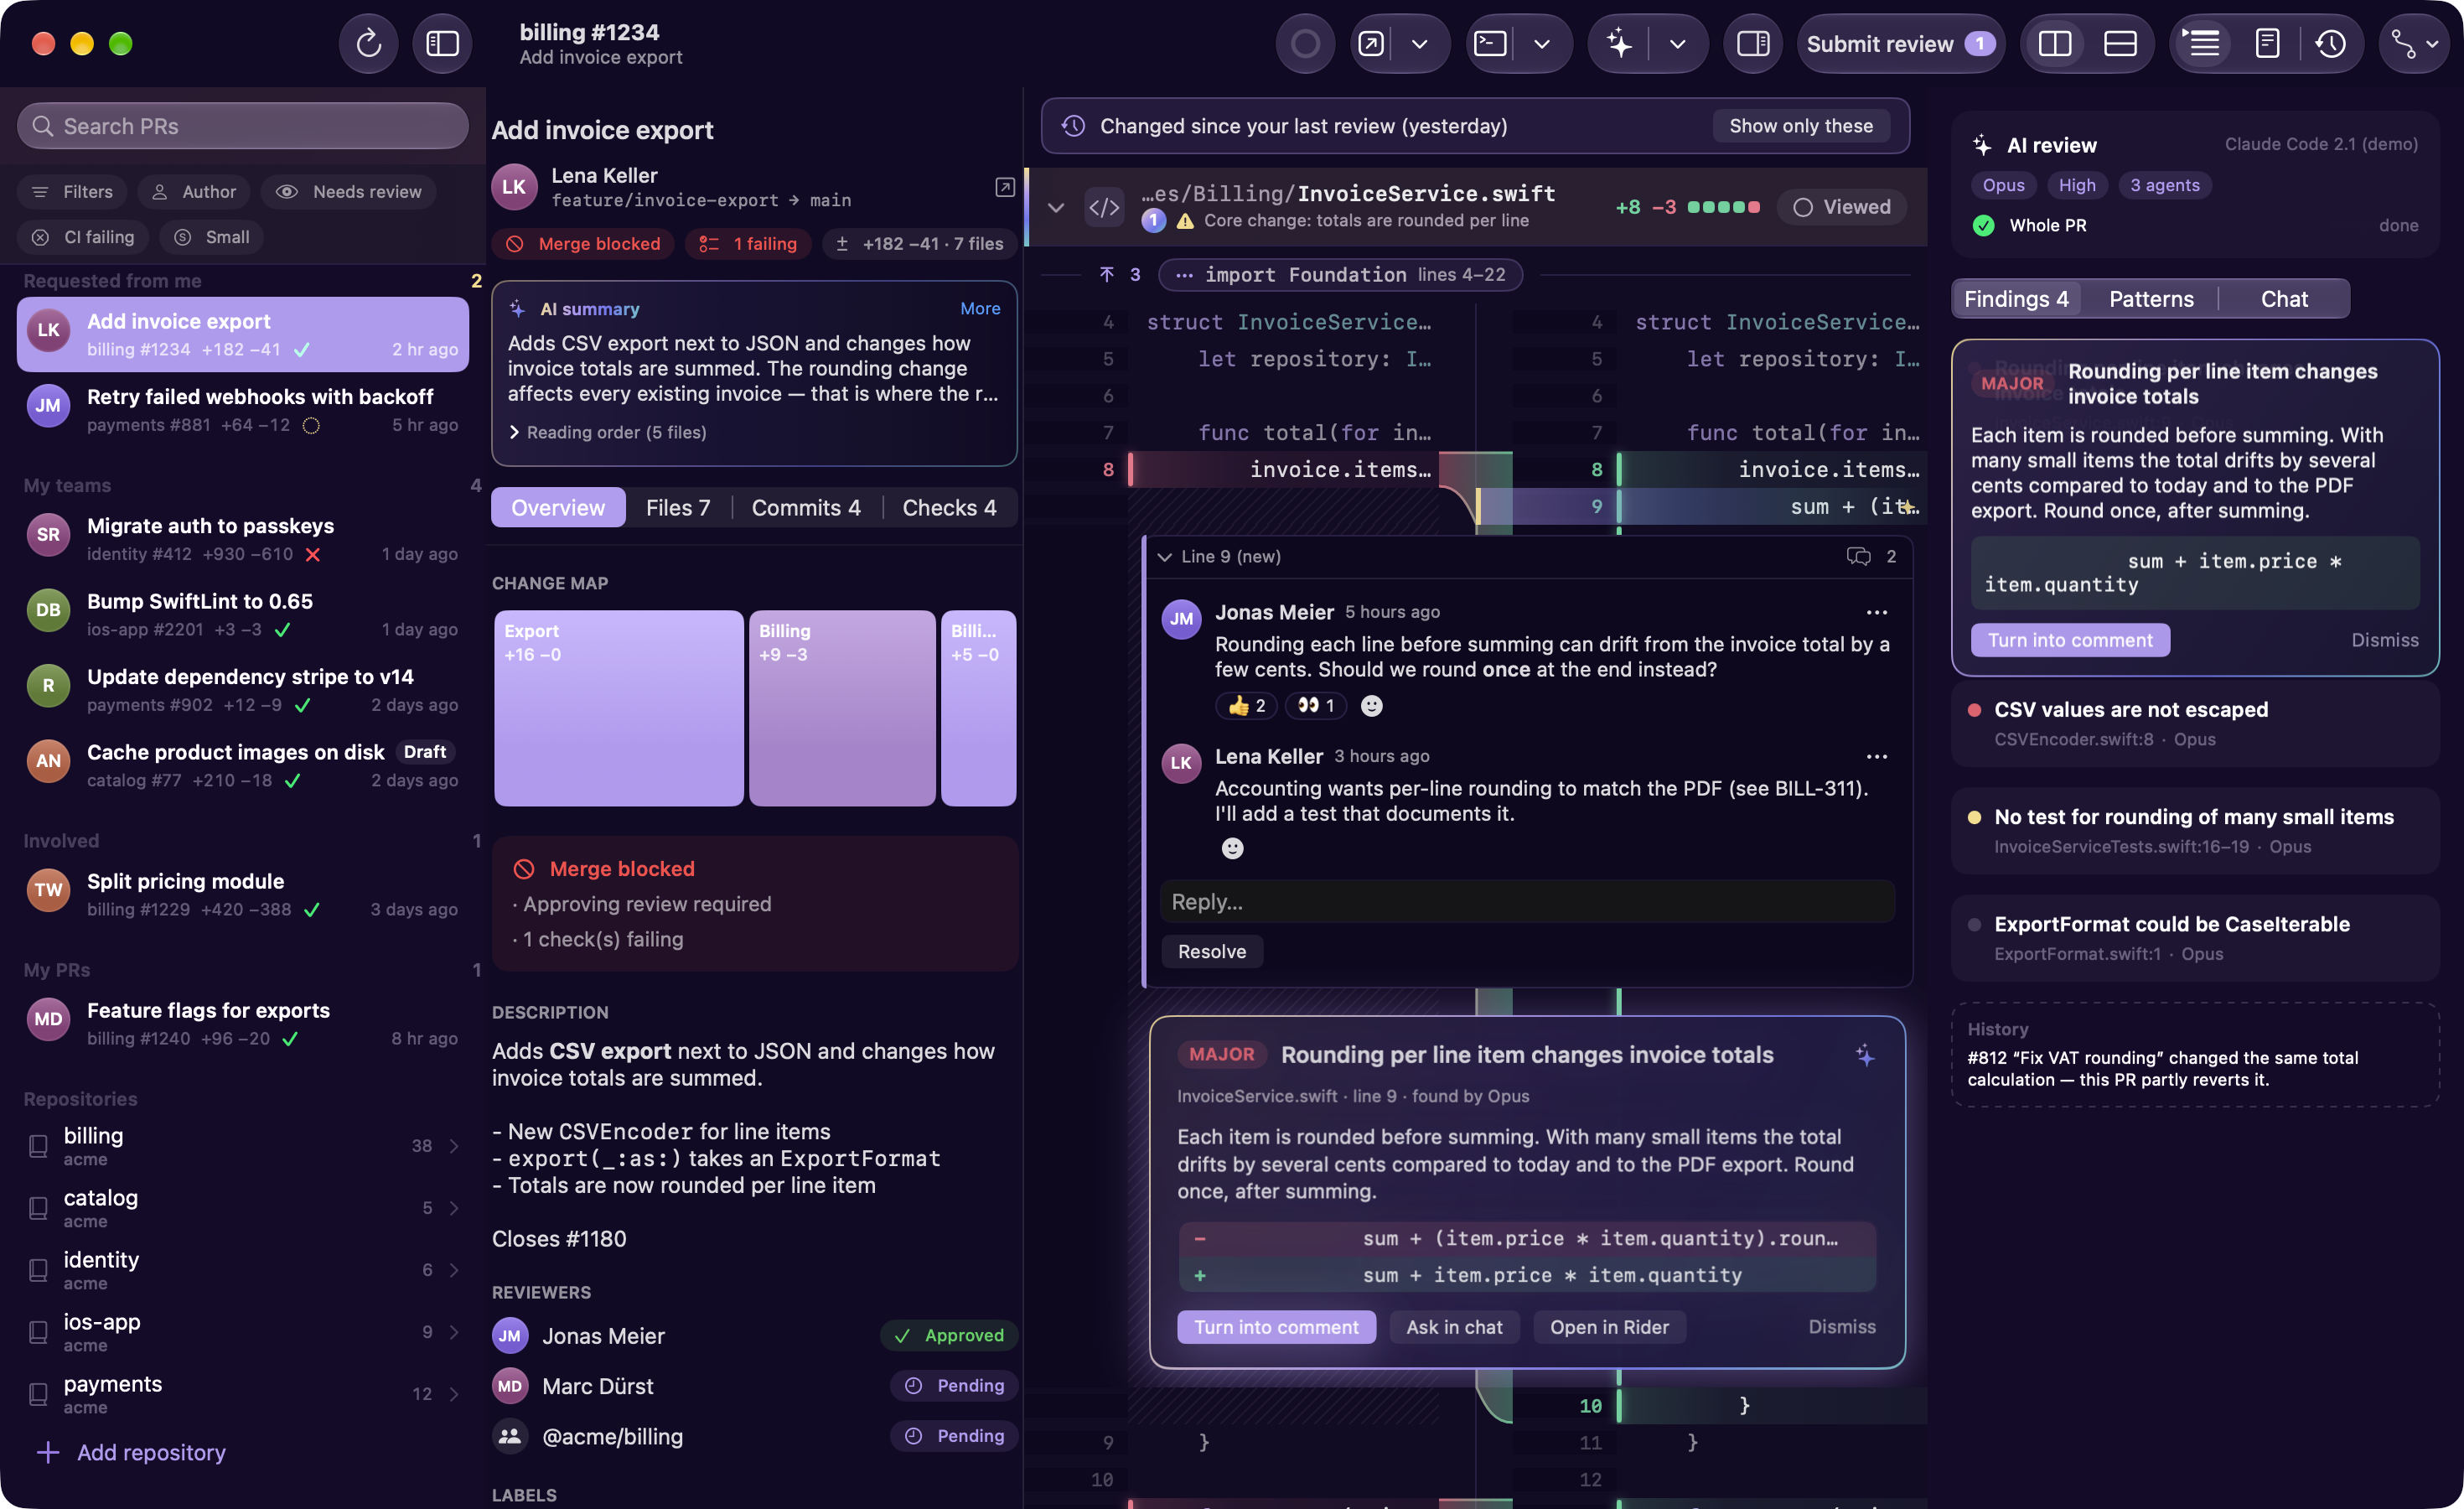 billing #1234
Add invoice export
Submit review 1
Search PRs
Filters
Author
Needs review
CI failing
Small
Requested from me 2
LK
Add invoice export
billing #1234 +182 −41
2 hr ago
JM
Retry failed webhooks with backoff
payments #881 +64 −12
5 hr ago
My teams 4
SR
Migrate auth to passkeys
identity #412 +930 −610
1 day ago
DB
Bump SwiftLint to 0.65
ios-app #2201 +3 −3
1 day ago
R
Update dependency stripe to v14
payments #902 +12 −9
2 days ago
AN
Cache product images on disk Draft
catalog #77 +210 −18
2 days ago
Involved 1
TW
Split pricing module
billing #1229 +420 −388
3 days ago
My PRs 1
MD
Feature flags for exports
billing #1240 +96 −20
8 hr ago
Repositories
billing
acme
38
catalog
acme
5
identity
acme
6
ios-app
acme
9
payments
acme
12
Add repository
Add invoice export
LK
Lena Keller
feature/invoice-export → main
Merge blocked
1 failing
± +182 −41 · 7 files
AI summary
More
Adds CSV export next to JSON and changes how
invoice totals are summed. The rounding change
affects every existing invoice — that is where the r...
Reading order (5 files)
Overview
Files 7
Commits 4
Checks 4
CHANGE MAP
Export
+16 −0
Billing
+9 −3
Billi...
+5 −0
Merge blocked
· Approving review required
· 1 check(s) failing
DESCRIPTION
Adds CSV export next to JSON and changes how
invoice totals are summed.
- New CSVEncoder for line items
- export(_:as:) takes an ExportFormat
- Totals are now rounded per line item
Closes #1180
REVIEWERS
JM
Jonas Meier
Approved
MD
Marc Dürst
Pending
@acme/billing
Pending
LABELS
Changed since your last review (yesterday)
Show only these
</>
…es/Billing/InvoiceService.swift
1 Core change: totals are rounded per line
+8 −3
Viewed
3
··· import Foundation lines 4–22
4 struct InvoiceService…
4 struct InvoiceService…
5 let repository: I…
5 let repository: I…
6
6
7 func total(for in…
7 func total(for in…
8 invoice.items…
8 invoice.items…
9 sum + (it…
Line 9 (new)
2
JM
Jonas Meier 5 hours ago
Rounding each line before summing can drift from the invoice total by a
few cents. Should we round once at the end instead?
👍 2
👀 1
LK
Lena Keller 3 hours ago
Accounting wants per-line rounding to match the PDF (see BILL-311).
I'll add a test that documents it.
Reply...
Resolve
MAJOR Rounding per line item changes invoice totals
InvoiceService.swift · line 9 · found by Opus
Each item is rounded before summing. With many small items the total
drifts by several cents compared to today and to the PDF export. Round
once, after summing.
− sum + (item.price * item.quantity).roun…
+ sum + item.price * item.quantity
Turn into comment
Ask in chat
Open in Rider
Dismiss
10 }
9 }
11 }
10
12
AI review
Claude Code 2.1 (demo)
Opus
High
3 agents
Whole PR
done
Findings 4
Patterns
Chat
MAJOR
Rounding per line item changes
invoice totals
Each item is rounded before summing. With
many small items the total drifts by several
cents compared to today and to the PDF
export. Round once, after summing.
sum + item.price *
item.quantity
Turn into comment
Dismiss
CSV values are not escaped
CSVEncoder.swift:8 · Opus
No test for rounding of many small items
InvoiceServiceTests.swift:16–19 · Opus
ExportFormat could be CaseIterable
ExportFormat.swift:1 · Opus
History
#812 “Fix VAT rounding” changed the same total
calculation — this PR partly reverts it.